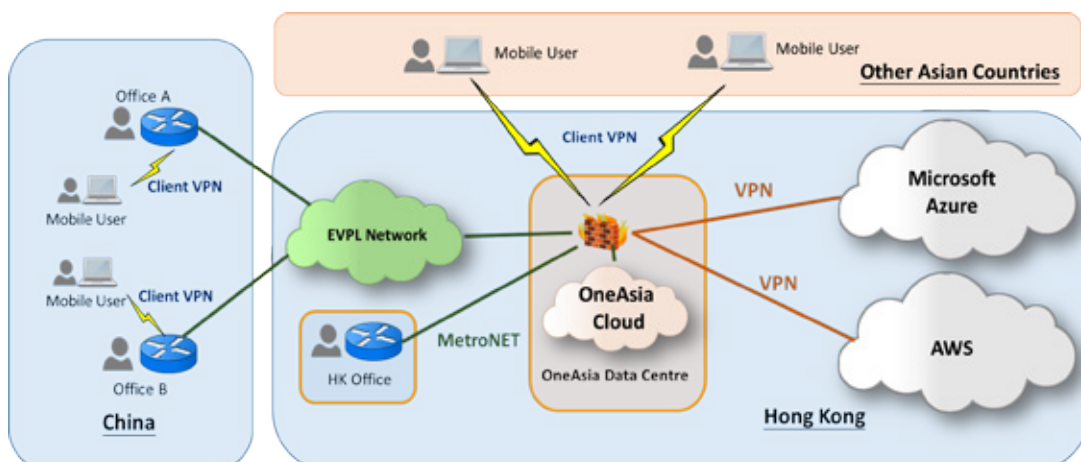 Mobile User
Mobile User
Other Asian Countries
Office A
Client VPN
Mobile User
Mobile User
Client VPN
Office B
China
Client VPN
EVPL Network
MetroNET
HK Office
OneAsia
Cloud
OneAsia Data Centre
VPN
VPN
Microsoft
Azure
AWS
Hong Kong